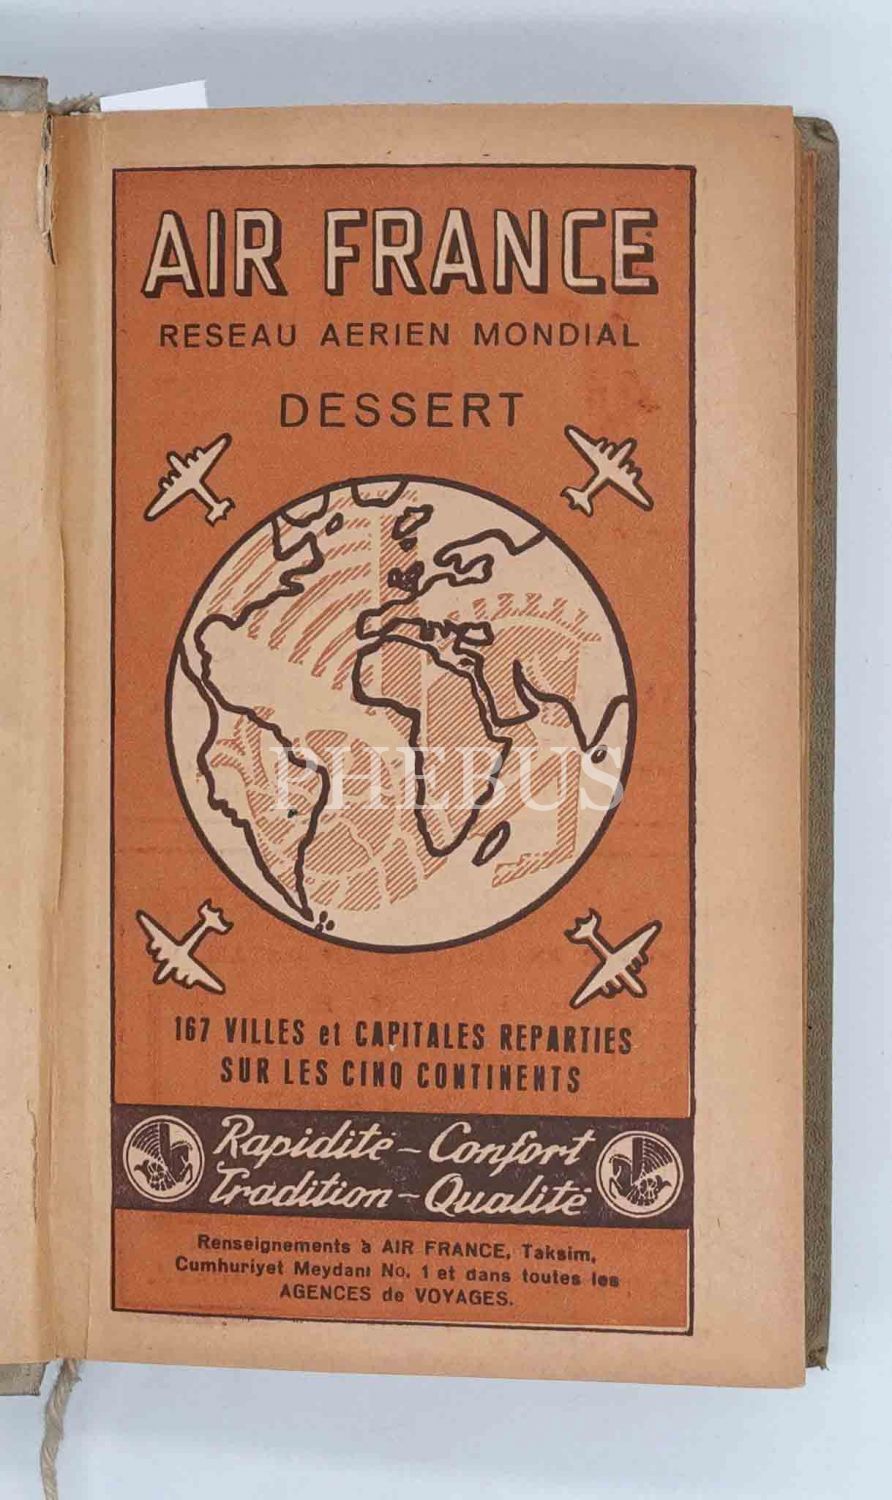 AIR FRANCE
RESEAU AERIEN MONDIAL
DESSERT
PHEBUS
167 VILLES et CAPITALES REPARTIES
SUR LES CINQ CONTINENTS
Rapidité - Confort
Tradition - Qualité
Renseignements à AIR FRANCE, Taksim,
Cumhuriyet Meydanı No. 1 et dans toutes les
AGENCES de VOYAGES.